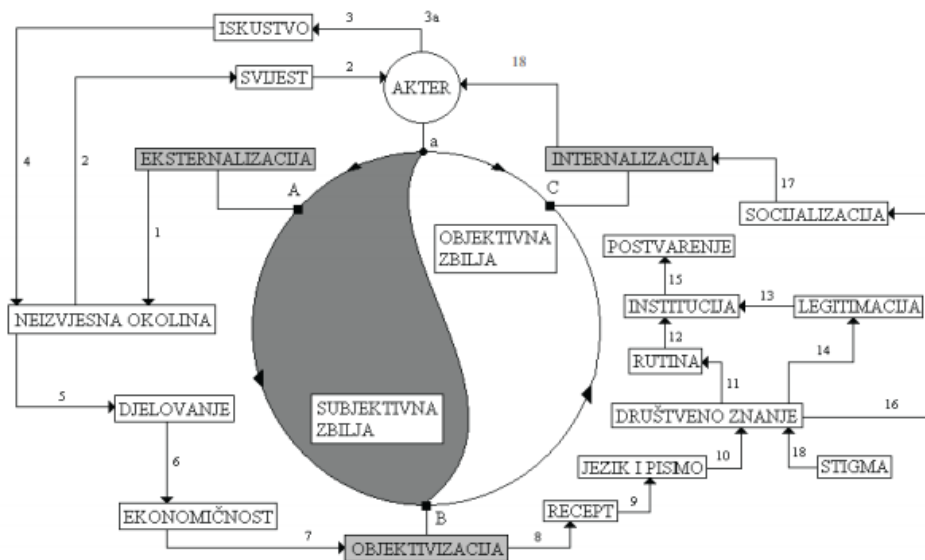 ISKUSTVO
3
3a
SVIJEST
2
AKTER
18
4
2
EKSTERNALIZACIJA
a
INTERNALIZACIJA
A
C
17
1
SOCIJALIZACIJA
OBJEKTIVNA
ZBILJA
POSTVARENJE
15
NEIZVJESNA OKOLINA
INSTITUCIJA
13
LEGITIMACIJA
12
RUTINA
14
5
11
DJELOVANJE
SUBJEKTIVNA
ZBILJA
DRUŠTVENO ZNANJE
16
6
JEZIK I PISIMO
10
18
STIGMA
EKONOMIČNOST
B
RECEPT
9
7
OBJEKTIVIZACIJA
8